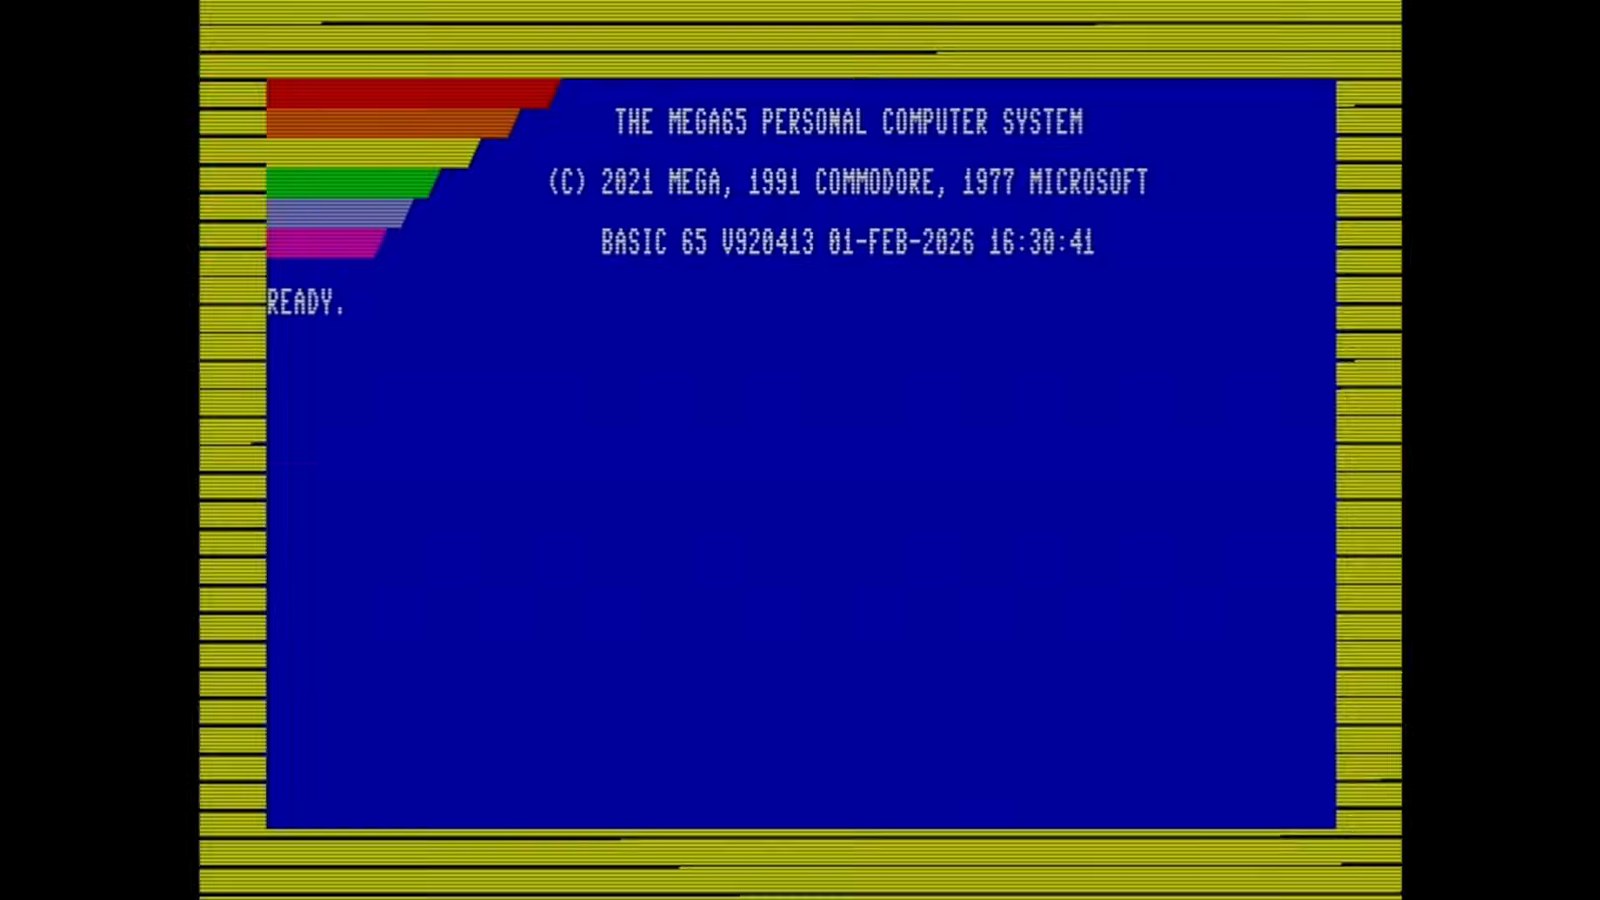 THE MEGA65 PERSONAL COMPUTER SYSTEM
(C) 2021 MEGA, 1991 COMMODORE, 1977 MICROSOFT
BASIC 65 V920413 01-FEB-2026 16:30:41
READY.